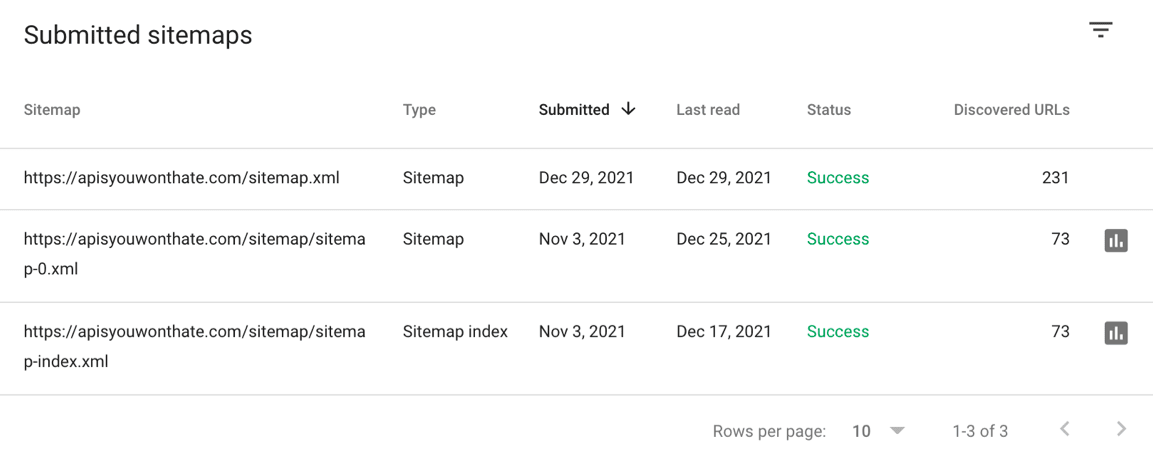 Submitted sitemaps
Sitemap Type Submitted Last read Status Discovered URLs
https://apisyouwonthate.com/sitemap.xml Sitemap Dec 29, 2021 Dec 29, 2021 Success 231
https://apisyouwonthate.com/sitemap/sitema Sitemap Nov 3, 2021 Dec 25, 2021 Success 73
p-0.xml
https://apisyouwonthate.com/sitemap/sitema Sitemap index Nov 3, 2021 Dec 17, 2021 Success 73
p-index.xml
Rows per page: 10 1-3 of 3